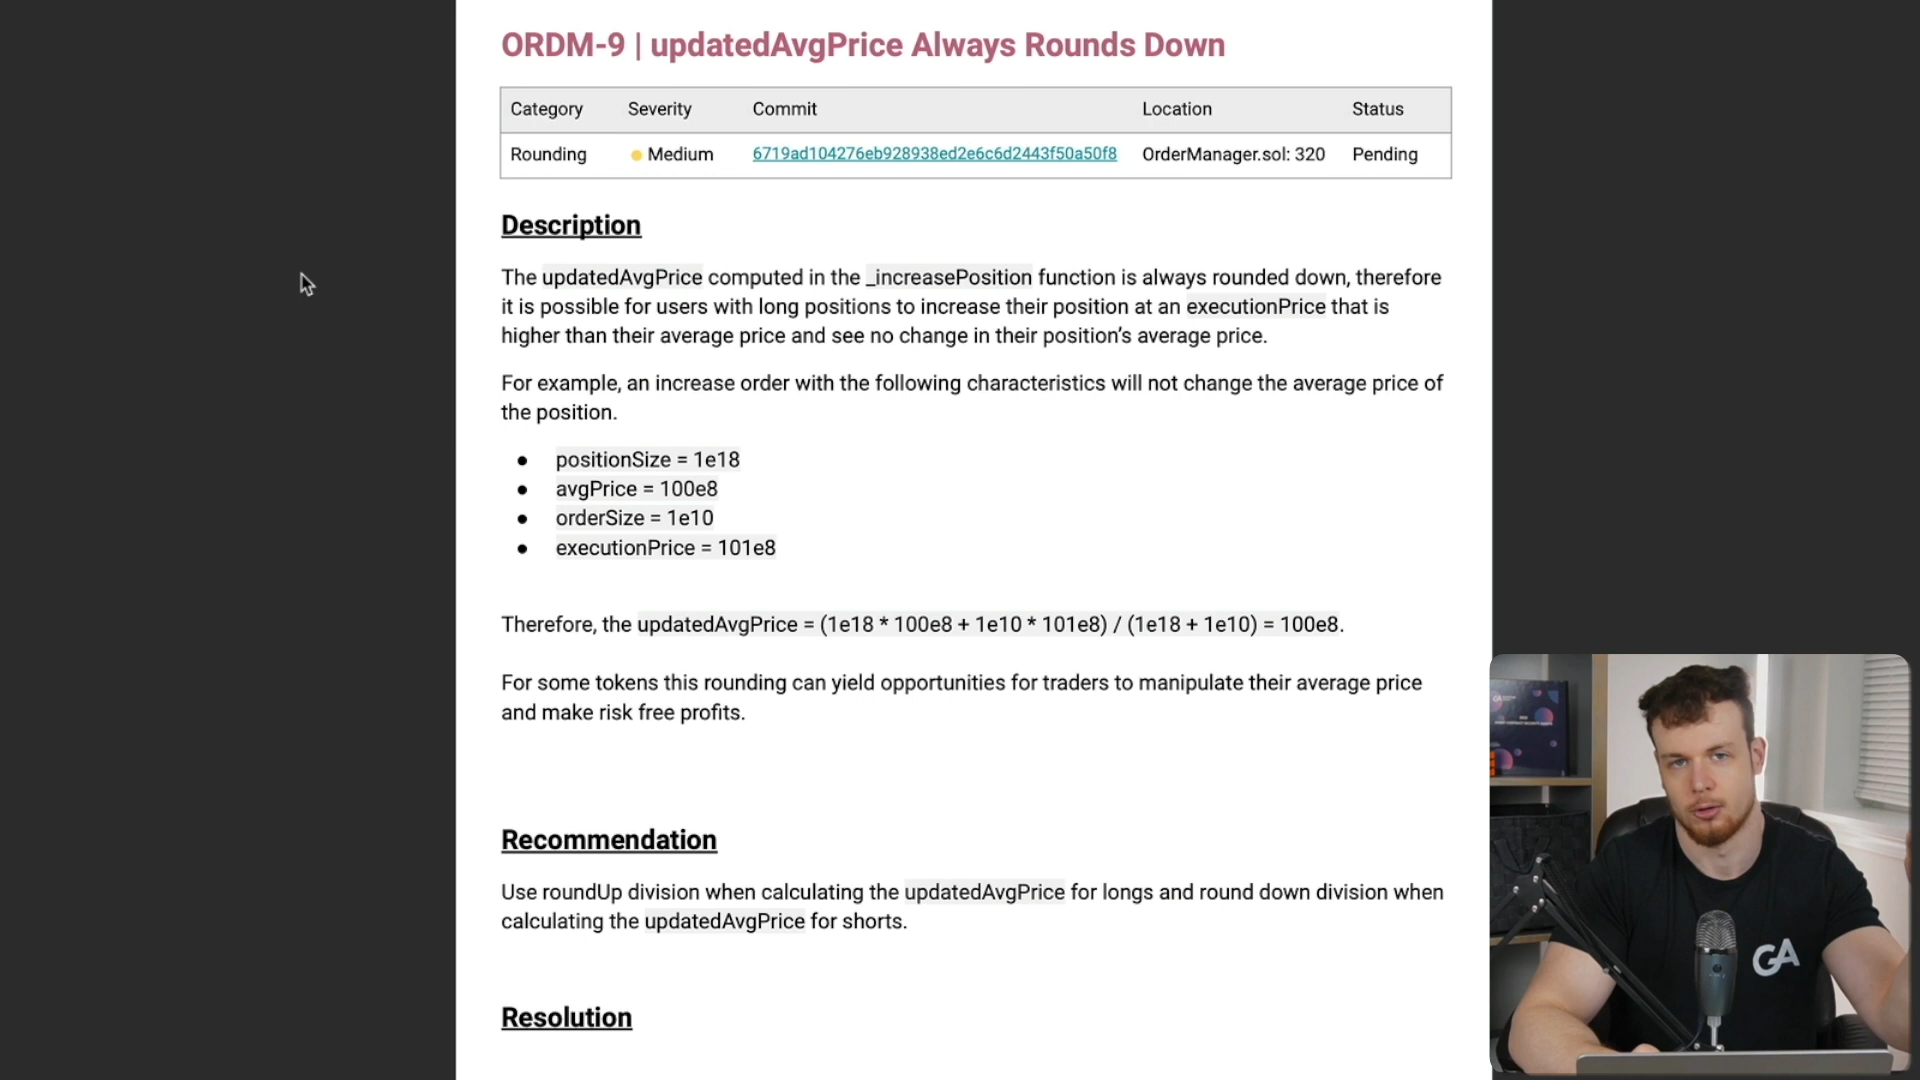 ORDM-9 | updatedAvgPrice Always Rounds Down
Category Severity Commit Location Status
Rounding Medium 6719ad104276eb928938ed2e6c6d2443f50a50f8 OrderManager.sol: 320 Pending
Description
The updatedAvgPrice computed in the _increasePosition function is always rounded down, therefore
it is possible for users with long positions to increase their position at an executionPrice that is
higher than their average price and see no change in their position’s average price.
For example, an increase order with the following characteristics will not change the average price of
the position.
● positionSize = 1e18
● avgPrice = 100e8
● orderSize = 1e10
● executionPrice = 101e8
Therefore, the updatedAvgPrice = (1e18 * 100e8 + 1e10 * 101e8) / (1e18 + 1e10) = 100e8.
For some tokens this rounding can yield opportunities for traders to manipulate their average price
and make risk free profits.
Recommendation
Use roundUp division when calculating the updatedAvgPrice for longs and round down division when
calculating the updatedAvgPrice for shorts.
Resolution
GA